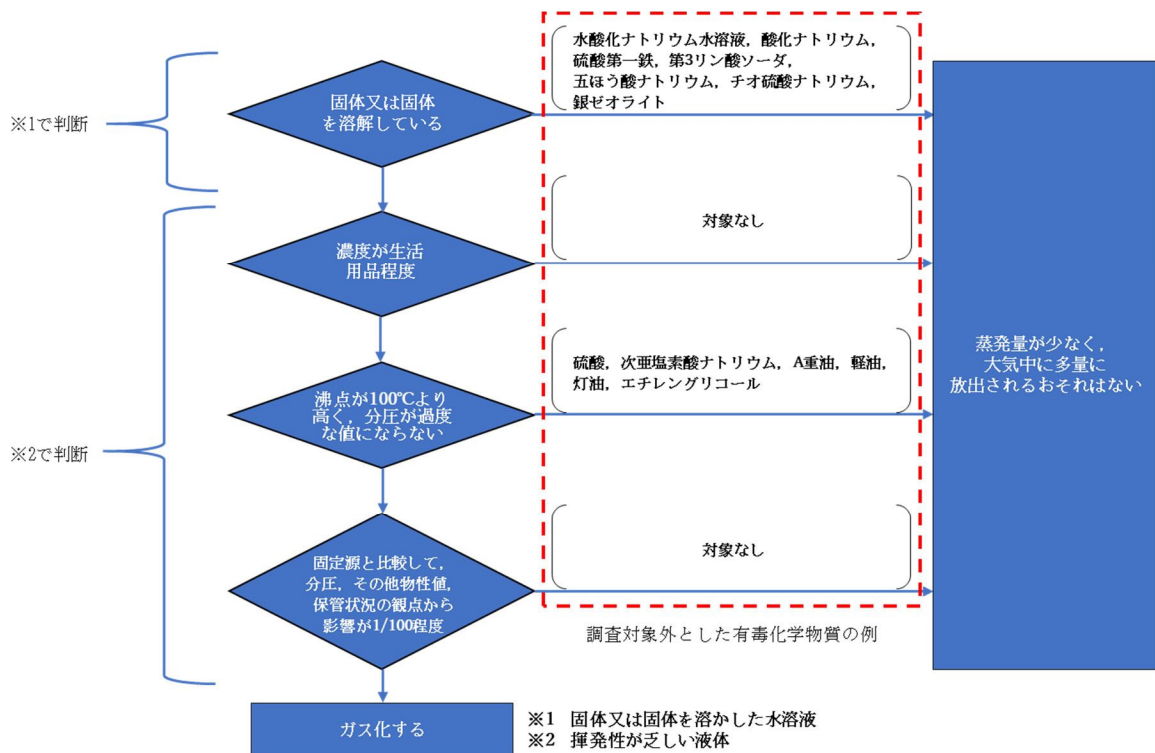 水酸化ナトリウム水溶液，酸化ナトリウム，
硫酸第一鉄，第3リン酸ソーダ，
五ほう酸ナトリウム，チオ硫酸ナトリウム，
銀ゼオライト
※1で判断
固体又は固体
を溶解している
対象なし
濃度が生活
用品程度
硫酸，次亜塩素酸ナトリウム，A重油，軽油，
灯油，エチレングリコール
沸点が100℃より
高く，分圧が過度
な値にならない
蒸発量が少なく，
大気中に多量に
放出されるおそれはない
※2で判断
対象なし
固定源と比較して，
分圧，その他物性値，
保管状況の観点から
影響が1/100程度
調査対象外とした有毒化学物質の例
ガス化する
※1 固体又は固体を溶かした水溶液
※2 揮発性が乏しい液体